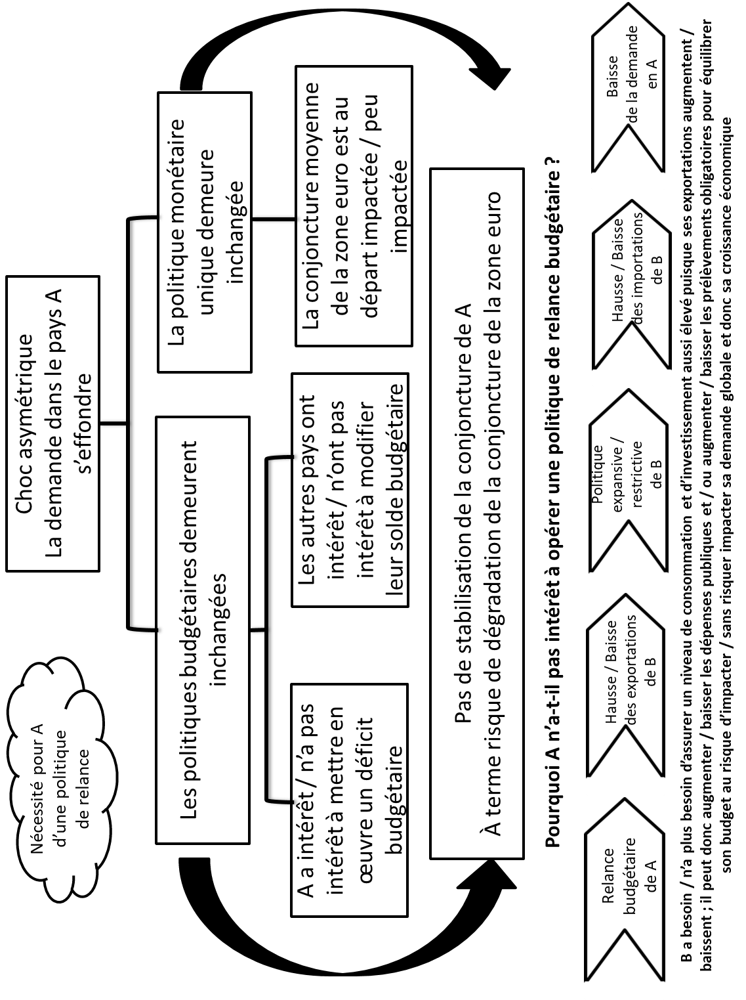 Nécessité pour A
d'une politique
de relance
Choc asymétrique
La demande dans le pays A
s'effondre
Les politiques budgétaires demeurent
inchangées
La politique monétaire
unique demeure
inchangée
A a intérêt / n'a pas
intérêt à mettre en
œuvre un déficit
budgétaire
Les autres pays ont
intérêt / n'ont pas
intérêt à modifier
leur solde budgétaire
La conjoncture moyenne
de la zone euro est au
départ impactée / peu
impactée
Pas de stabilisation de la conjoncture de A
À terme risque de dégradation de la conjoncture de la zone euro
Pourquoi A n'a-t-il pas intérêt à opérer une politique de relance budgétaire ?
Relance
budgétaire
de A
Hausse / Baisse
des exportations
de B
Politique
expansive /
restrictive
de B
Hausse / Baisse
des importations
de B
Baisse
de la demande
en A
B a besoin / n'a plus besoin d'assurer un niveau de consommation et d'investissement aussi élevé puisque ses exportations augmentent /
baissent ; il peut donc augmenter / baisser les dépenses publiques et / ou augmenter / baisser les prélèvements obligatoires pour équilibrer
son budget au risque d'impacter / sans risquer impacter sa demande globale et donc sa croissance économique